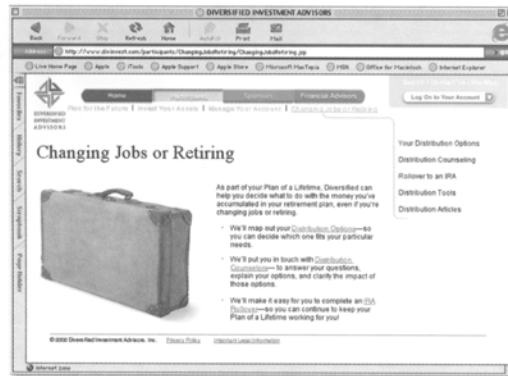 DIVERSIFIED INVESTMENT ADVISORS
Back Forward Stop Refresh Home AutoFill Print Mail
http://www.divinvest.com/participants/ChangingJobsRetiring/ChangingJobsRetiring.jsp
Live Home Page Apple iTools Apple Support Apple Store Microsoft MacTopia MSN Office for Macintosh Internet Explorer
Favorites
History
Search
Scrapbook
Page Holder
DIVERSIFIED
INVESTMENT
ADVISORS
Home Sponsors Financial Advisors
Plan for the Future Invest Your Assets Manage Your Account Changing Jobs or Retiring
Log On to Your Account
Changing Jobs or Retiring
As part of your Plan of a Lifetime, Diversified can
help you decide what to do with the money you've
accumulated in your retirement plan, even if you're
changing jobs or retiring.
We'll map out your Distribution Options—so
you can decide which one fits your particular
needs.
We'll put you in touch with Distribution
Counselors— to answer your questions,
explain your options, and clarify the impact of
those options.
We'll make it easy for you to complete an IRA
Rollover—so you can continue to keep your
Plan of a Lifetime working for you!
Your Distribution Options
Distribution Counseling
Rollover to an IRA
Distribution Tools
Distribution Articles
© 2000 Diversified Investment Advisors, Inc. Privacy Policy Important Legal Information
Internet zone